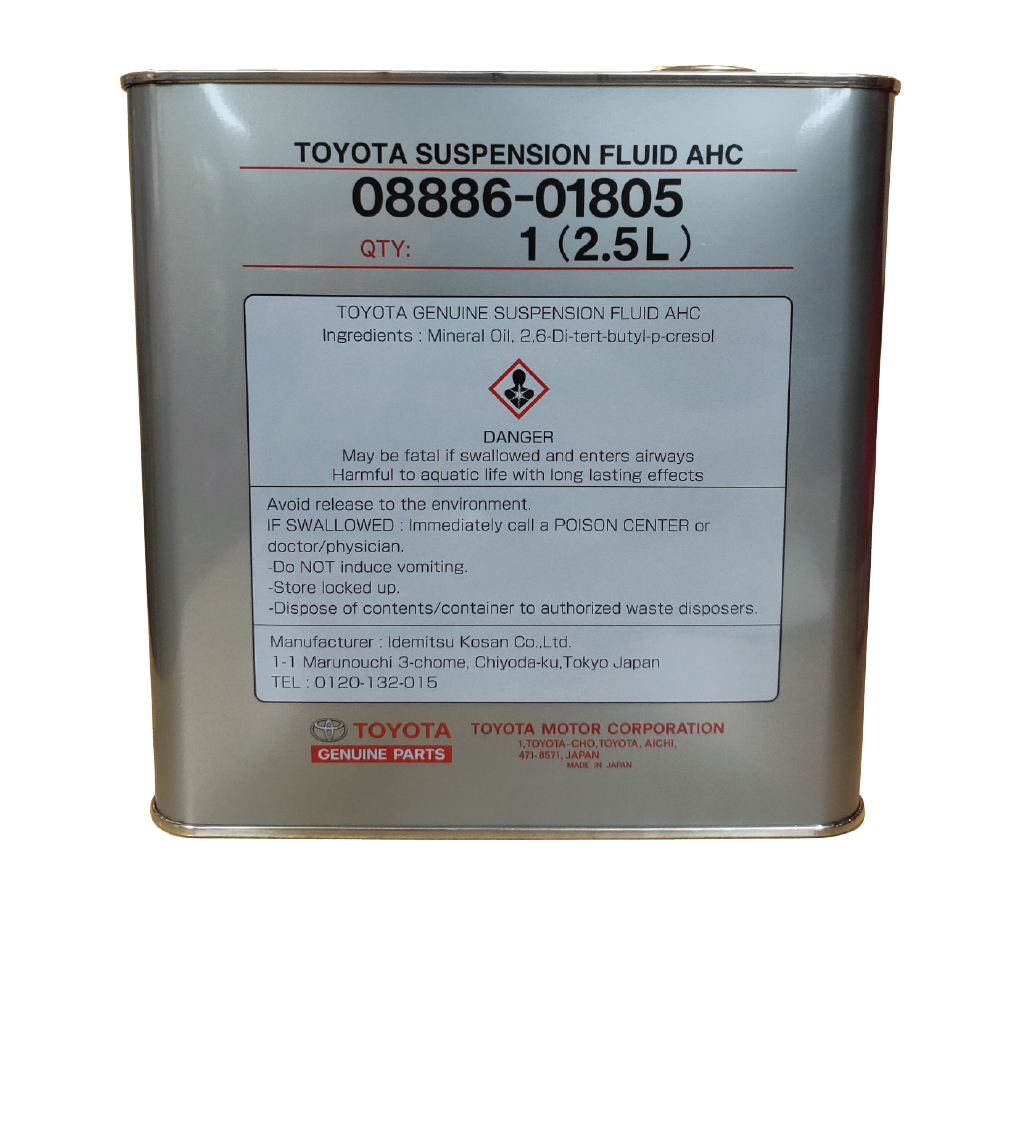 TOYOTA SUSPENSION FLUID AHC
08886-01805
QTY: 1 (2.5L)
TOYOTA GENUINE SUSPENSION FLUID AHC
Ingredients : Mineral Oil, 2,6-Di-tert-butyl-p-cresol
DANGER
May be fatal if swallowed and enters airways
Harmful to aquatic life with long lasting effects
Avoid release to the environment.
IF SWALLOWED : Immediately call a POISON CENTER or
doctor/physician.
-Do NOT induce vomiting.
-Store locked up.
-Dispose of contents/container to authorized waste disposers.
Manufacturer : Idemitsu Kosan Co.,Ltd.
1-1 Marunouchi 3-chome, Chiyoda-ku,Tokyo Japan
TEL : 0120-132-015
TOYOTA
GENUINE PARTS
TOYOTA MOTOR CORPORATION
1,TOYOTA-CHO,TOYOTA, AICHI,
471-8571, JAPAN
MADE IN JAPAN